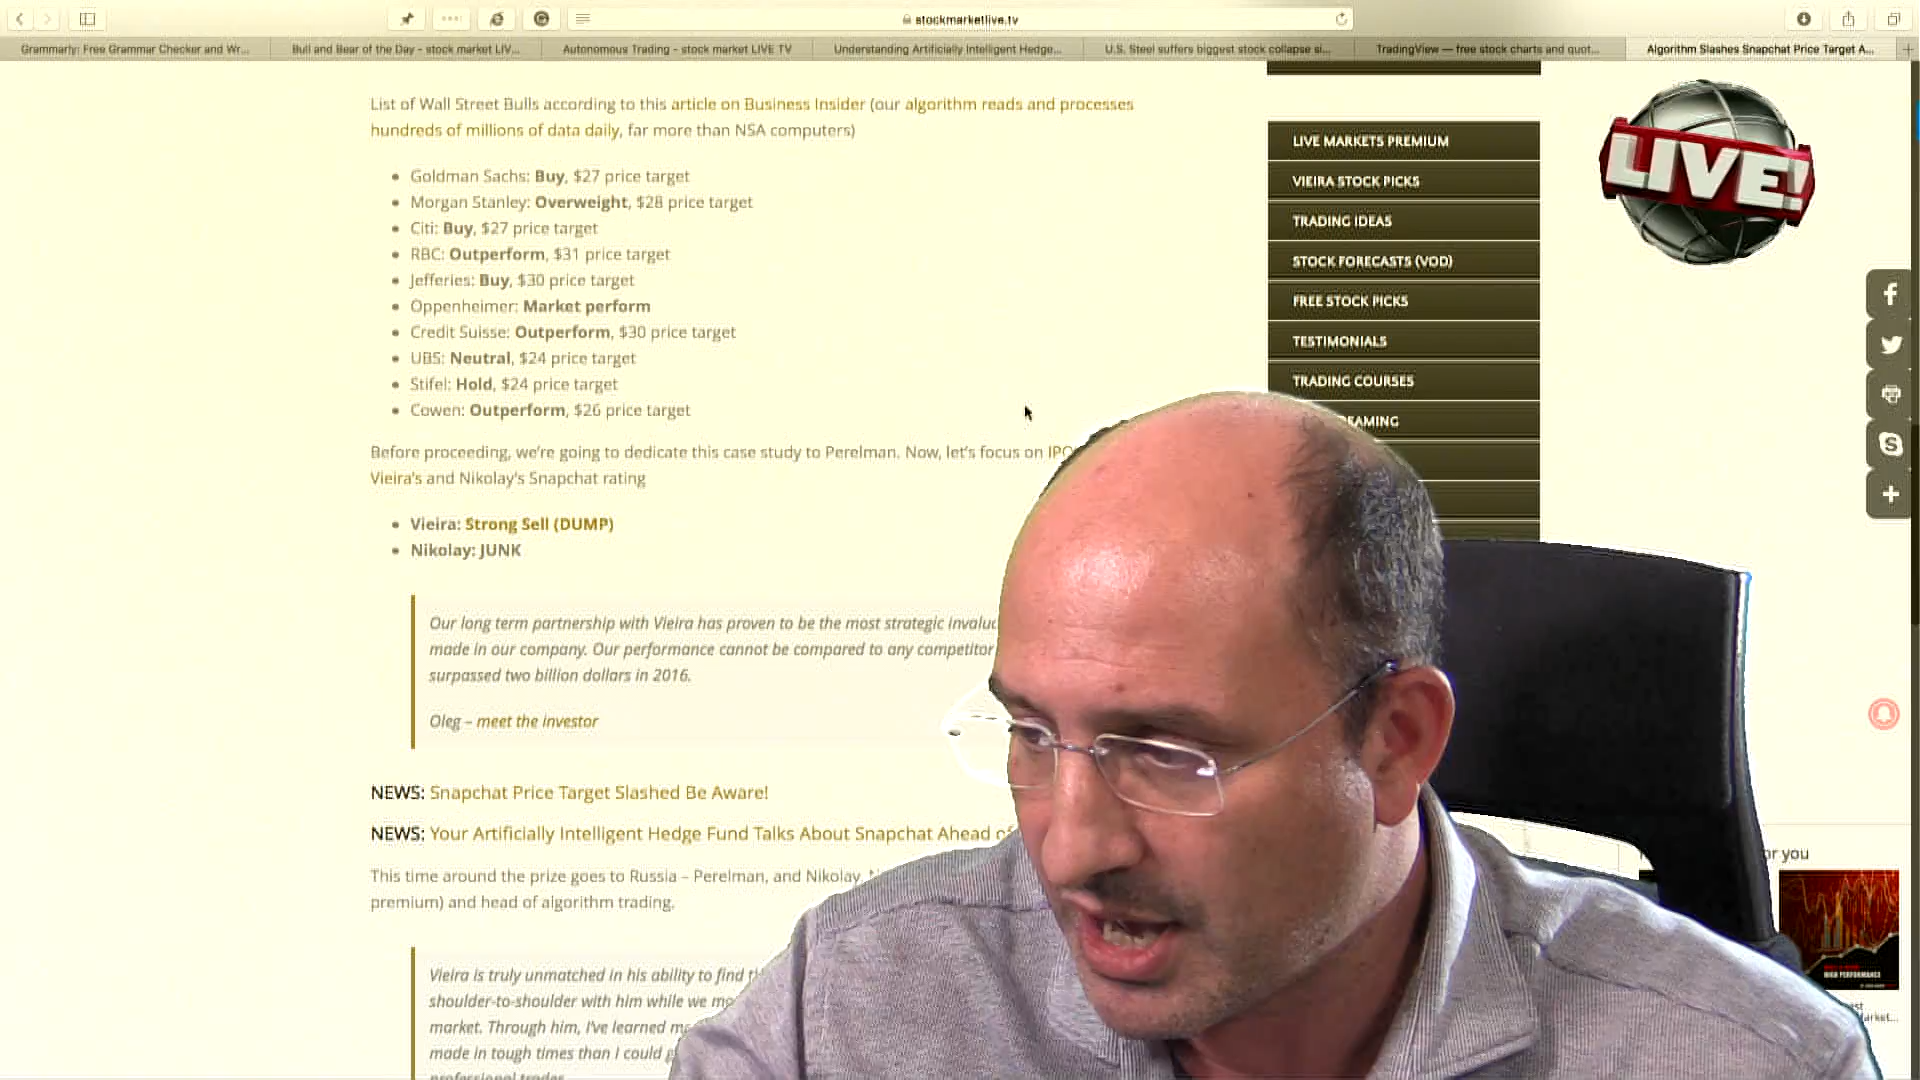 stockmarketlive.tv
Grammarly: Free Grammar Checker and Wr...
Bull and Bear of the Day - stock market LIV...
Autonomous Trading - stock market LIVE TV
Understanding Artificially Intelligent Hedge...
U.S. Steel suffers biggest stock collapse si...
TradingView — free stock charts and quot...
Algorithm Slashes Snapchat Price Target A...
List of Wall Street Bulls according to this article on Business Insider (our algorithm reads and processes
hundreds of millions of data daily, far more than NSA computers)
Goldman Sachs: Buy, $27 price target
Morgan Stanley: Overweight, $28 price target
Citi: Buy, $27 price target
RBC: Outperform, $31 price target
Jefferies: Buy, $30 price target
Oppenheimer: Market perform
Credit Suisse: Outperform, $30 price target
UBS: Neutral, $24 price target
Stifel: Hold, $24 price target
Cowen: Outperform, $26 price target
Before proceeding, we're going to dedicate this case study to Perelman. Now, let's focus on IPO
Vieira's and Nikolay's Snapchat rating
Vieira: Strong Sell (DUMP)
Nikolay: JUNK
Our long term partnership with Vieira has proven to be the most strategic
made in our company. Our performance cannot be compared to any competitor
surpassed two billion dollars in 2016.
Oleg – meet the investor
NEWS: Snapchat Price Target Slashed Be Aware!
NEWS: Your Artificially Intelligent Hedge Fund Talks About Snapchat Ahead of
This time around the prize goes to Russia – Perelman, and Nikolay,
premium) and head of algorithm trading.
Vieira is truly unmatched in his ability to find
shoulder-to-shoulder with him while we
market. Through him, I've learned
made in tough times than I could
professional trades
LIVE MARKETS PREMIUM
VIEIRA STOCK PICKS
TRADING IDEAS
STOCK FORECASTS (VOD)
FREE STOCK PICKS
TESTIMONIALS
TRADING COURSES
EAMING
LIVE!
or you
HIGH PERFORMANCE